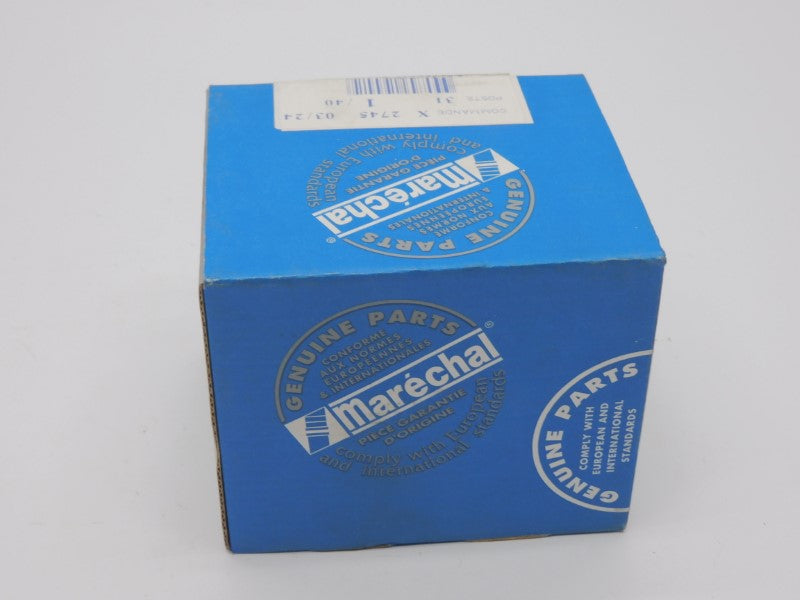 COMMANDE X 2745 03/24
POSTE 31 1 / 40
GENUINE PARTS
CONFORME
AUX NORMES
EUROPÉENNES
& INTERNATIONALES
maréchal®
PIECE GARANTIE
D'ORIGINE
comply with European
and international
standards
GENUINE PARTS
CONFORME
AUX NORMES
EUROPÉENNES
& INTERNATIONALES
maréchal®
PIECE GARANTIE
D'ORIGINE
comply with European
and international standards
GENUINE PARTS
COMPLY WITH
EUROPEAN AND
INTERNATIONAL
STANDARDS